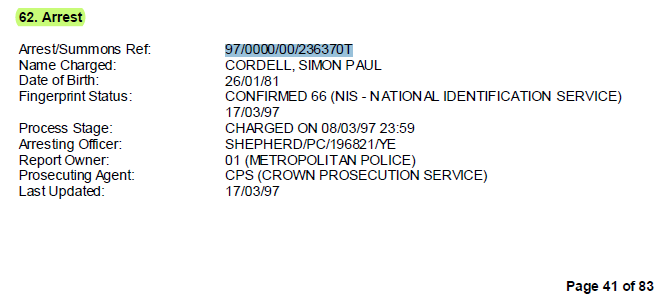 62. Arrest
Arrest/Summons Ref: 97/0000/00/236370T
Name Charged: CORDELL, SIMON PAUL
Date of Birth: 26/01/81
Fingerprint Status: CONFIRMED 66 (NIS - NATIONAL IDENTIFICATION SERVICE)
17/03/97
Process Stage: CHARGED ON 08/03/97 23:59
Arresting Officer: SHEPHERD/PC/196821/YE
Report Owner: 01 (METROPOLITAN POLICE)
Prosecuting Agent: CPS (CROWN PROSECUTION SERVICE)
Last Updated: 17/03/97
Page 41 of 83